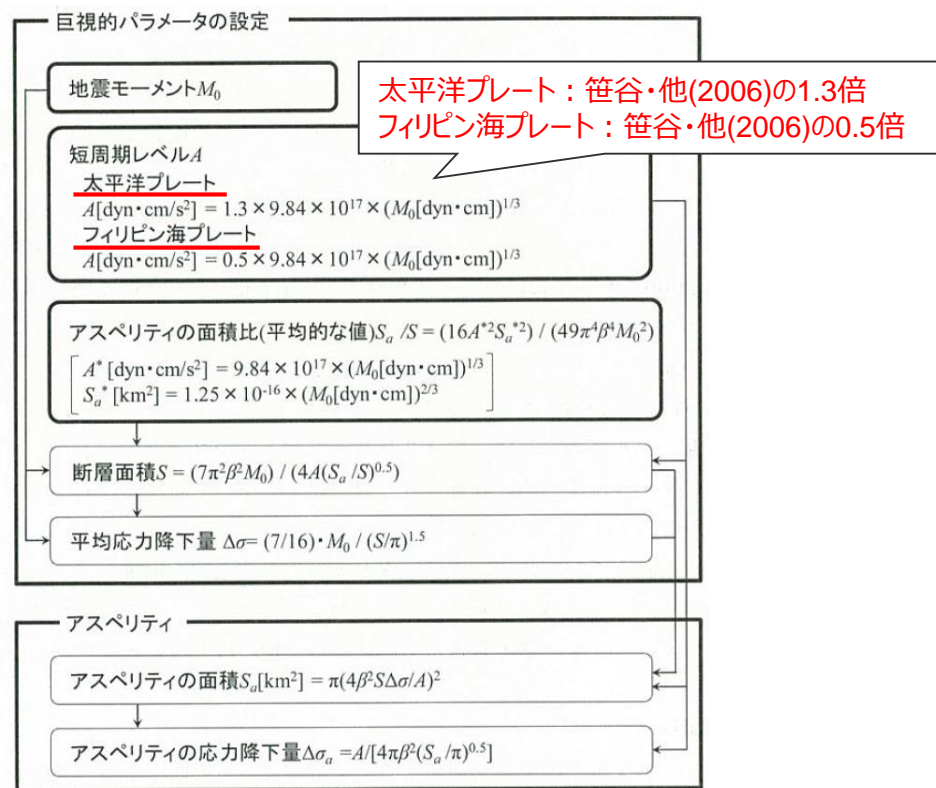 巨視的パラメータの設定
地震モーメントM₀
太平洋プレート：笹谷・他(2006)の1.3倍
フィリピン海プレート：笹谷・他(2006)の0.5倍
短周期レベルA
太平洋プレート
A[dyn・cm/s²] = 1.3 × 9.84 × 10¹⁷ × (M₀[dyn・cm])^{1/3}
フィリピン海プレート
A[dyn・cm/s²] = 0.5 × 9.84 × 10¹⁷ × (M₀[dyn・cm])^{1/3}
アスペリティの面積比(平均的な値)Sₐ /S = (16A*²Sₐ*²) / (49π⁴β⁴M₀²)
A* [dyn・cm/s²] = 9.84 × 10¹⁷ × (M₀[dyn・cm])^{1/3}
Sₐ* [km²] = 1.25 × 10⁻¹⁶ × (M₀[dyn・cm])^{2/3}
断層面積S = (7π²β²M₀) / (4A(Sₐ /S)^{0.5})
平均応力降下量 Δσ= (7/16)・M₀ / (S/π)^{1.5}
アスペリティ
アスペリティの面積Sₐ[km²] = π(4β²SΔσ/A)²
アスペリティの応力降下量Δσₐ =A/[4πβ²(Sₐ /π)^{0.5}]